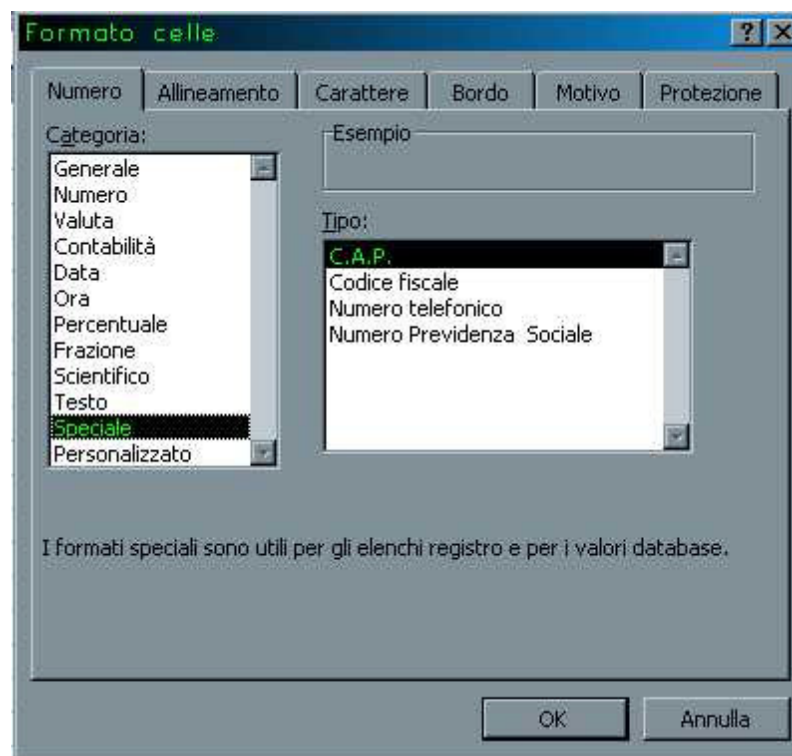 Formato celle
Numero Allineamento Carattere Bordo Motivo Protezione
Categoria:
Generale
Numero
Valuta
Contabilità
Data
Ora
Percentuale
Frazione
Scientifico
Testo
Speciale
Personalizzato
Esempio
Tipo:
C.A.P.
Codice fiscale
Numero telefonico
Numero Previdenza Sociale
I formati speciali sono utili per gli elenchi registro e per i valori database.
OK Annulla